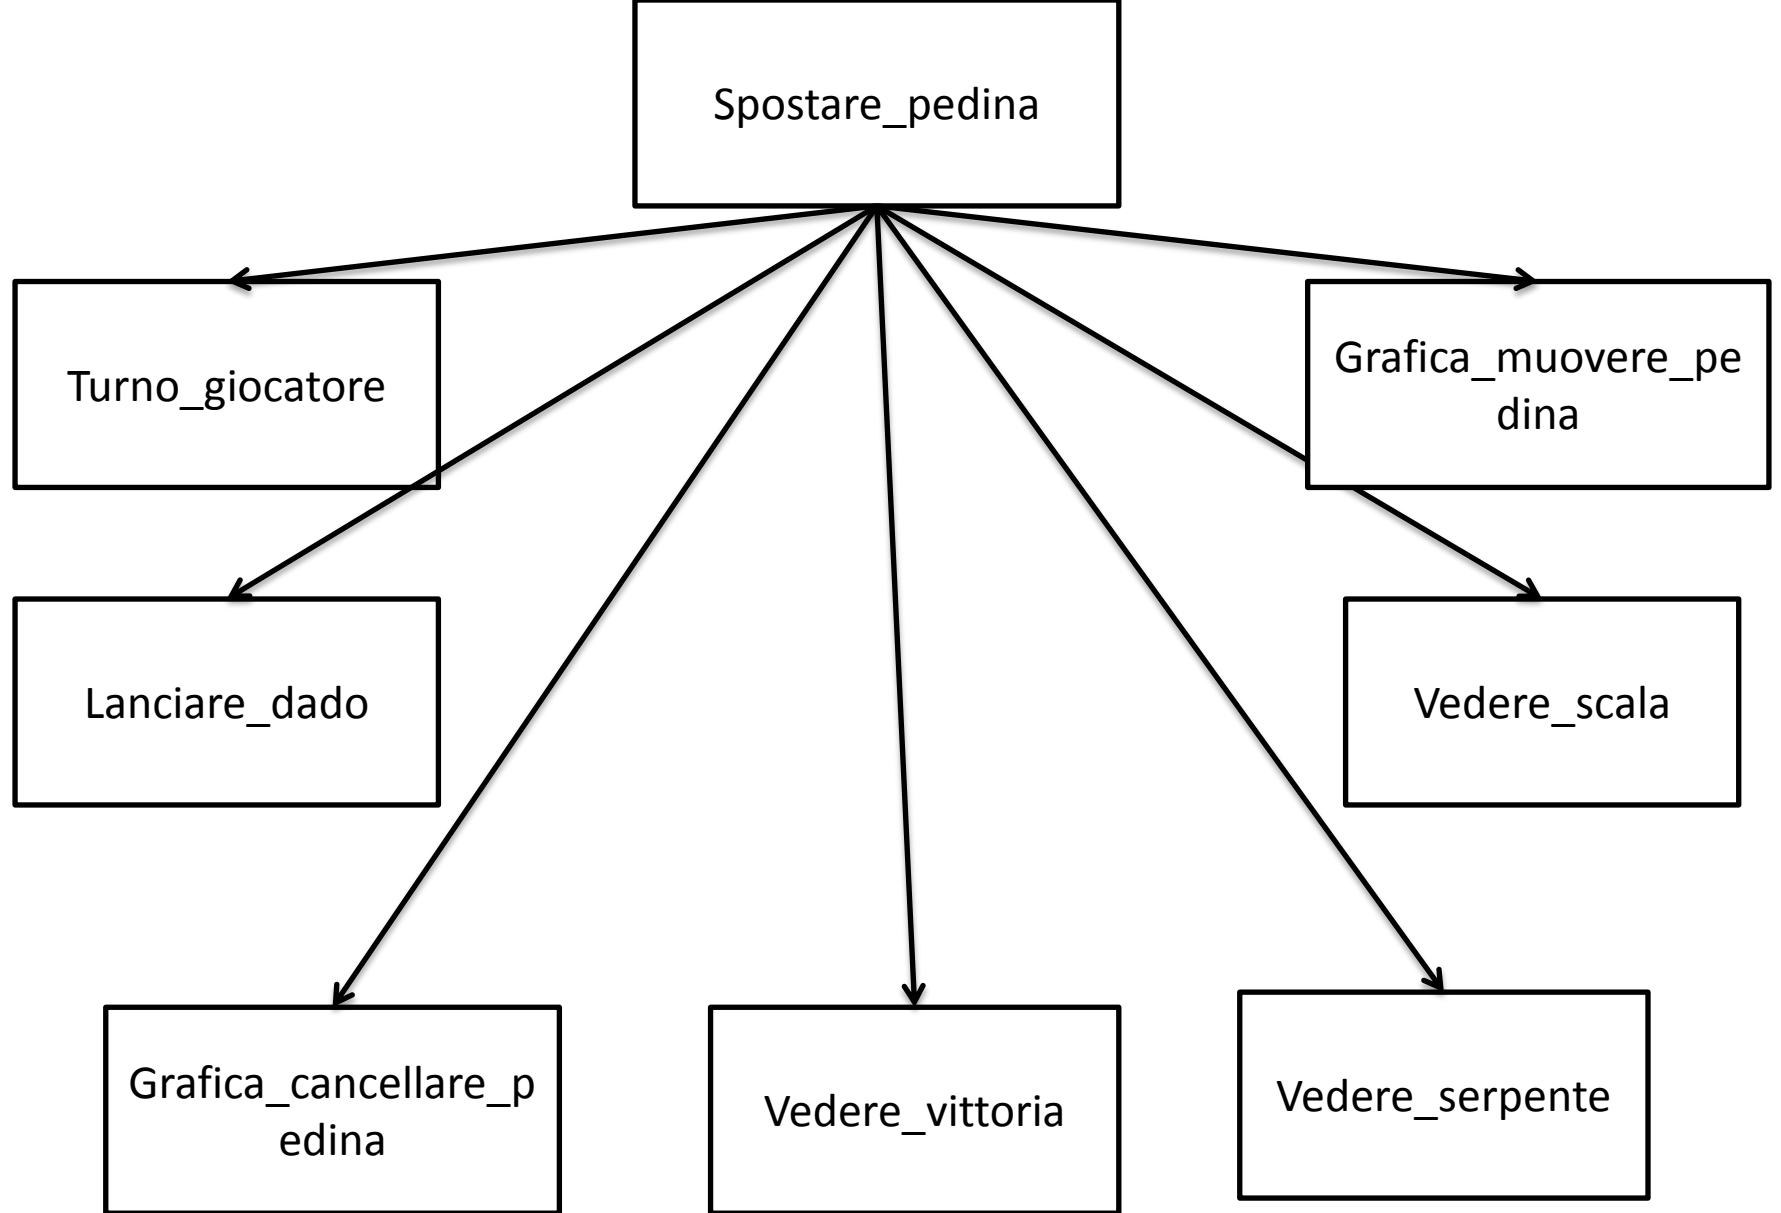 Spostare_pedina
Turno_giocatore
Grafica_muovere_pe
dina
Lanciare_dado
Vedere_scala
Grafica_cancellare_p
edina
Vedere_vittoria
Vedere_serpente